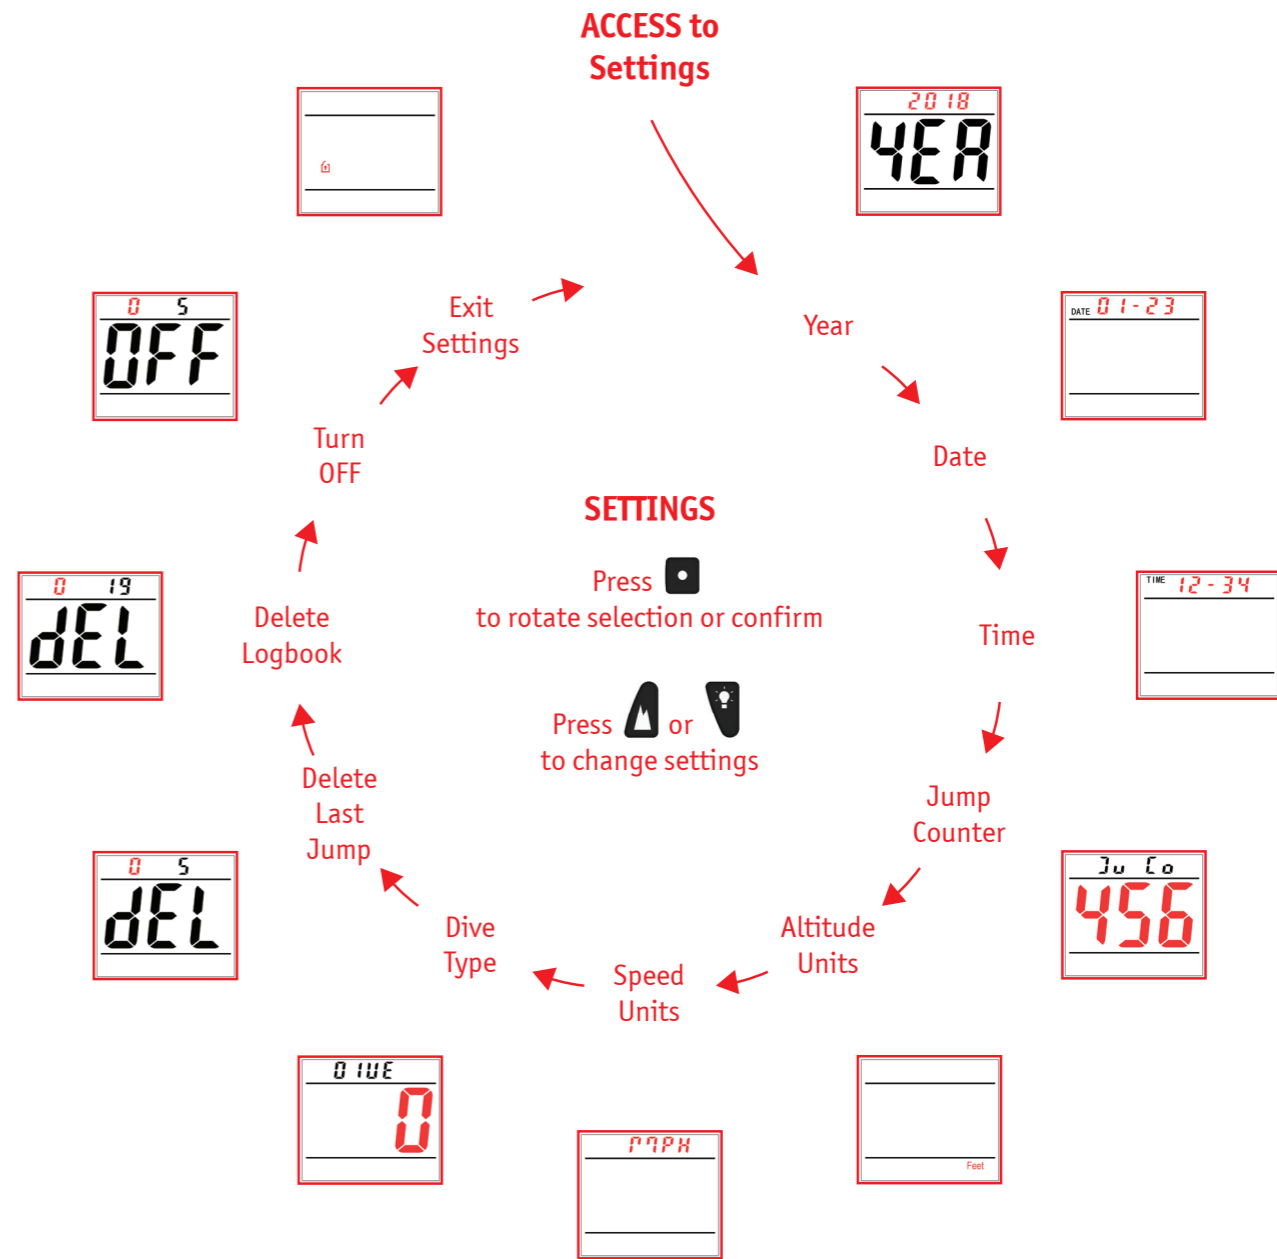 ACCESS to
Settings
2018
YEA
Year
DATE 01-23
Date
TIME 12-34
Time
Jump
Counter
Ju Co
456
Altitude
Units
Feet
Speed
Units
MPH
Dive
Type
DIVE
0
Delete
Last
Jump
0 5
dEL
Delete
Logbook
0 19
dEL
Turn
OFF
0 5
OFF
Exit
Settings
SETTINGS
Press
to rotate selection or confirm
Press or
to change settings